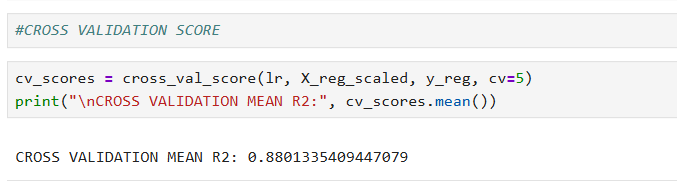 #CROSS VALIDATION SCORE
cv_scores = cross_val_score(lr, X_reg_scaled, y_reg, cv=5)
print("\nCROSS VALIDATION MEAN R2:", cv_scores.mean())
CROSS VALIDATION MEAN R2: 0.8801335409447079